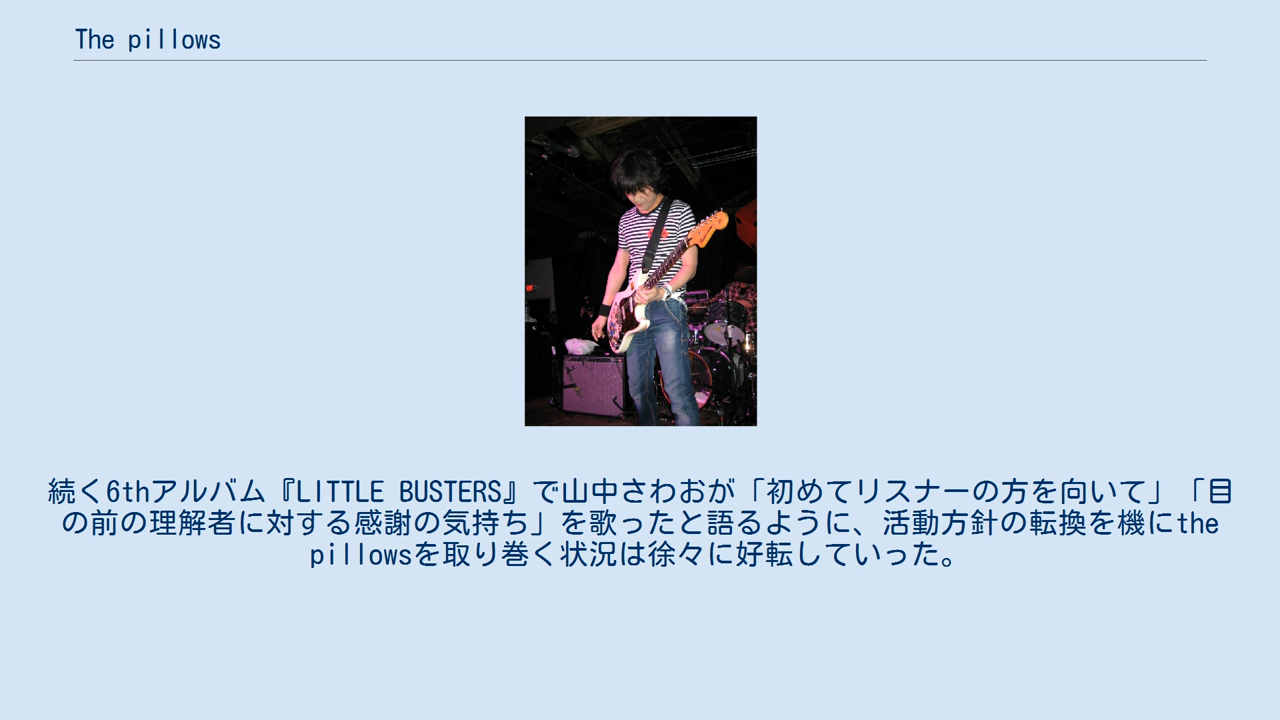 The pillows
続く6thアルバム『LITTLE BUSTERS』で山中さわおが「初めてリスナーの方を向いて」「目
の前の理解者に対する感謝の気持ち」を歌ったと語るように、活動方針の転換を機にthe
pillowsを取り巻く状況は徐々に好転していった。